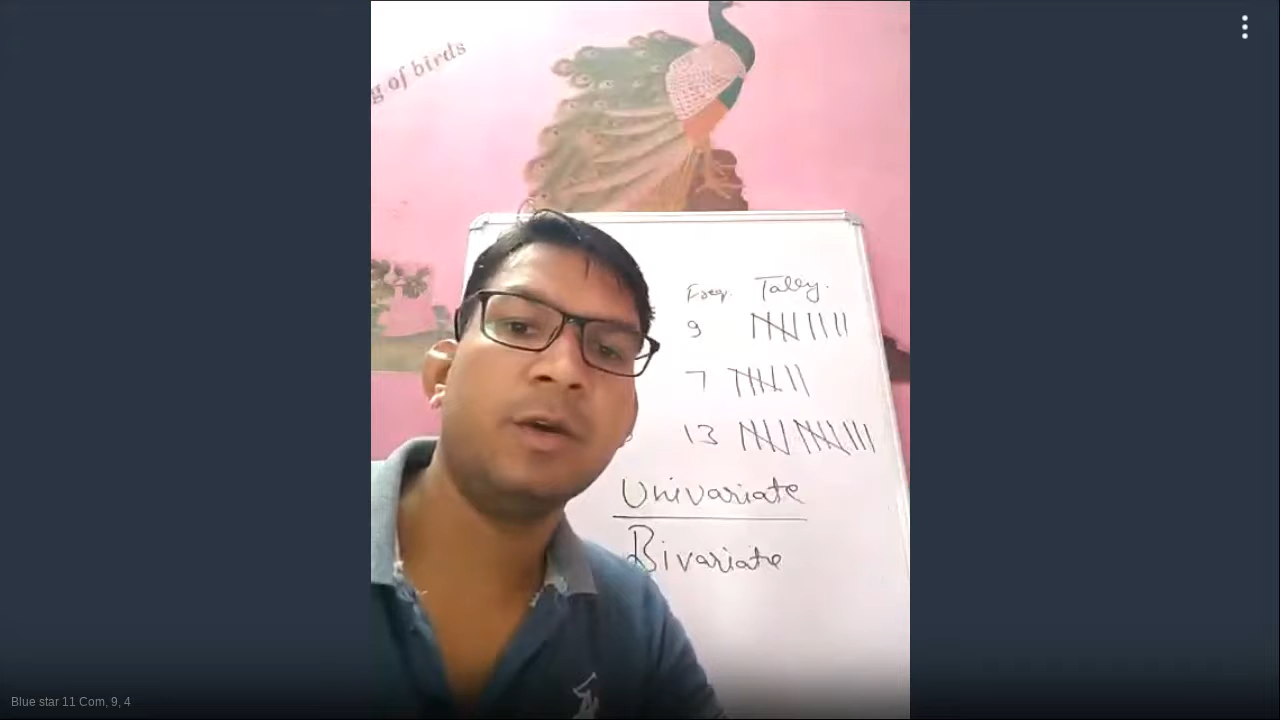 g of birds
Freq. Tally.
9
7
13
Univariate
Bivariate
Blue star 11 Com, 9, 4